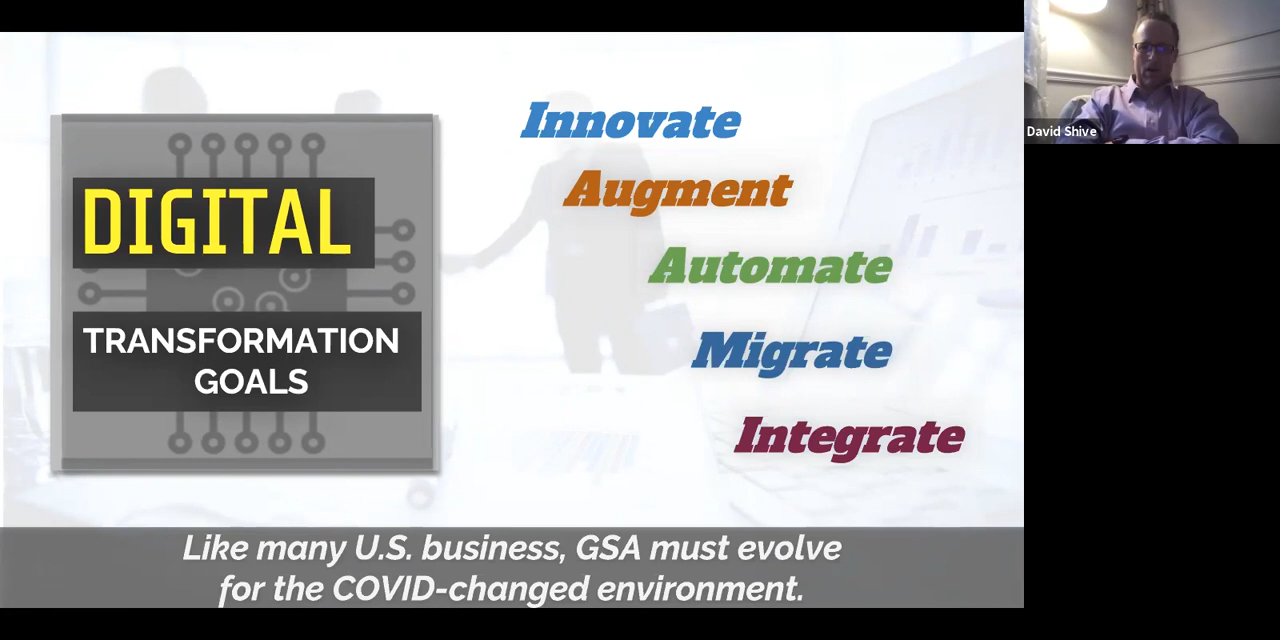 DIGITAL
TRANSFORMATION
GOALS
Innovate
Augment
Automate
Migrate
Integrate
Like many U.S. business, GSA must evolve
for the COVID-changed environment.
David Shive